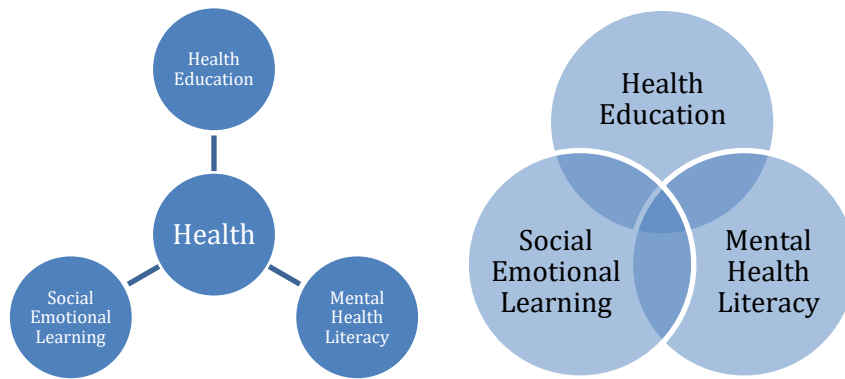 Health
Education
Health
Social
Emotional
Learning
Mental
Health
Literacy
Health
Education
Social
Emotional
Learning
Mental
Health
Literacy